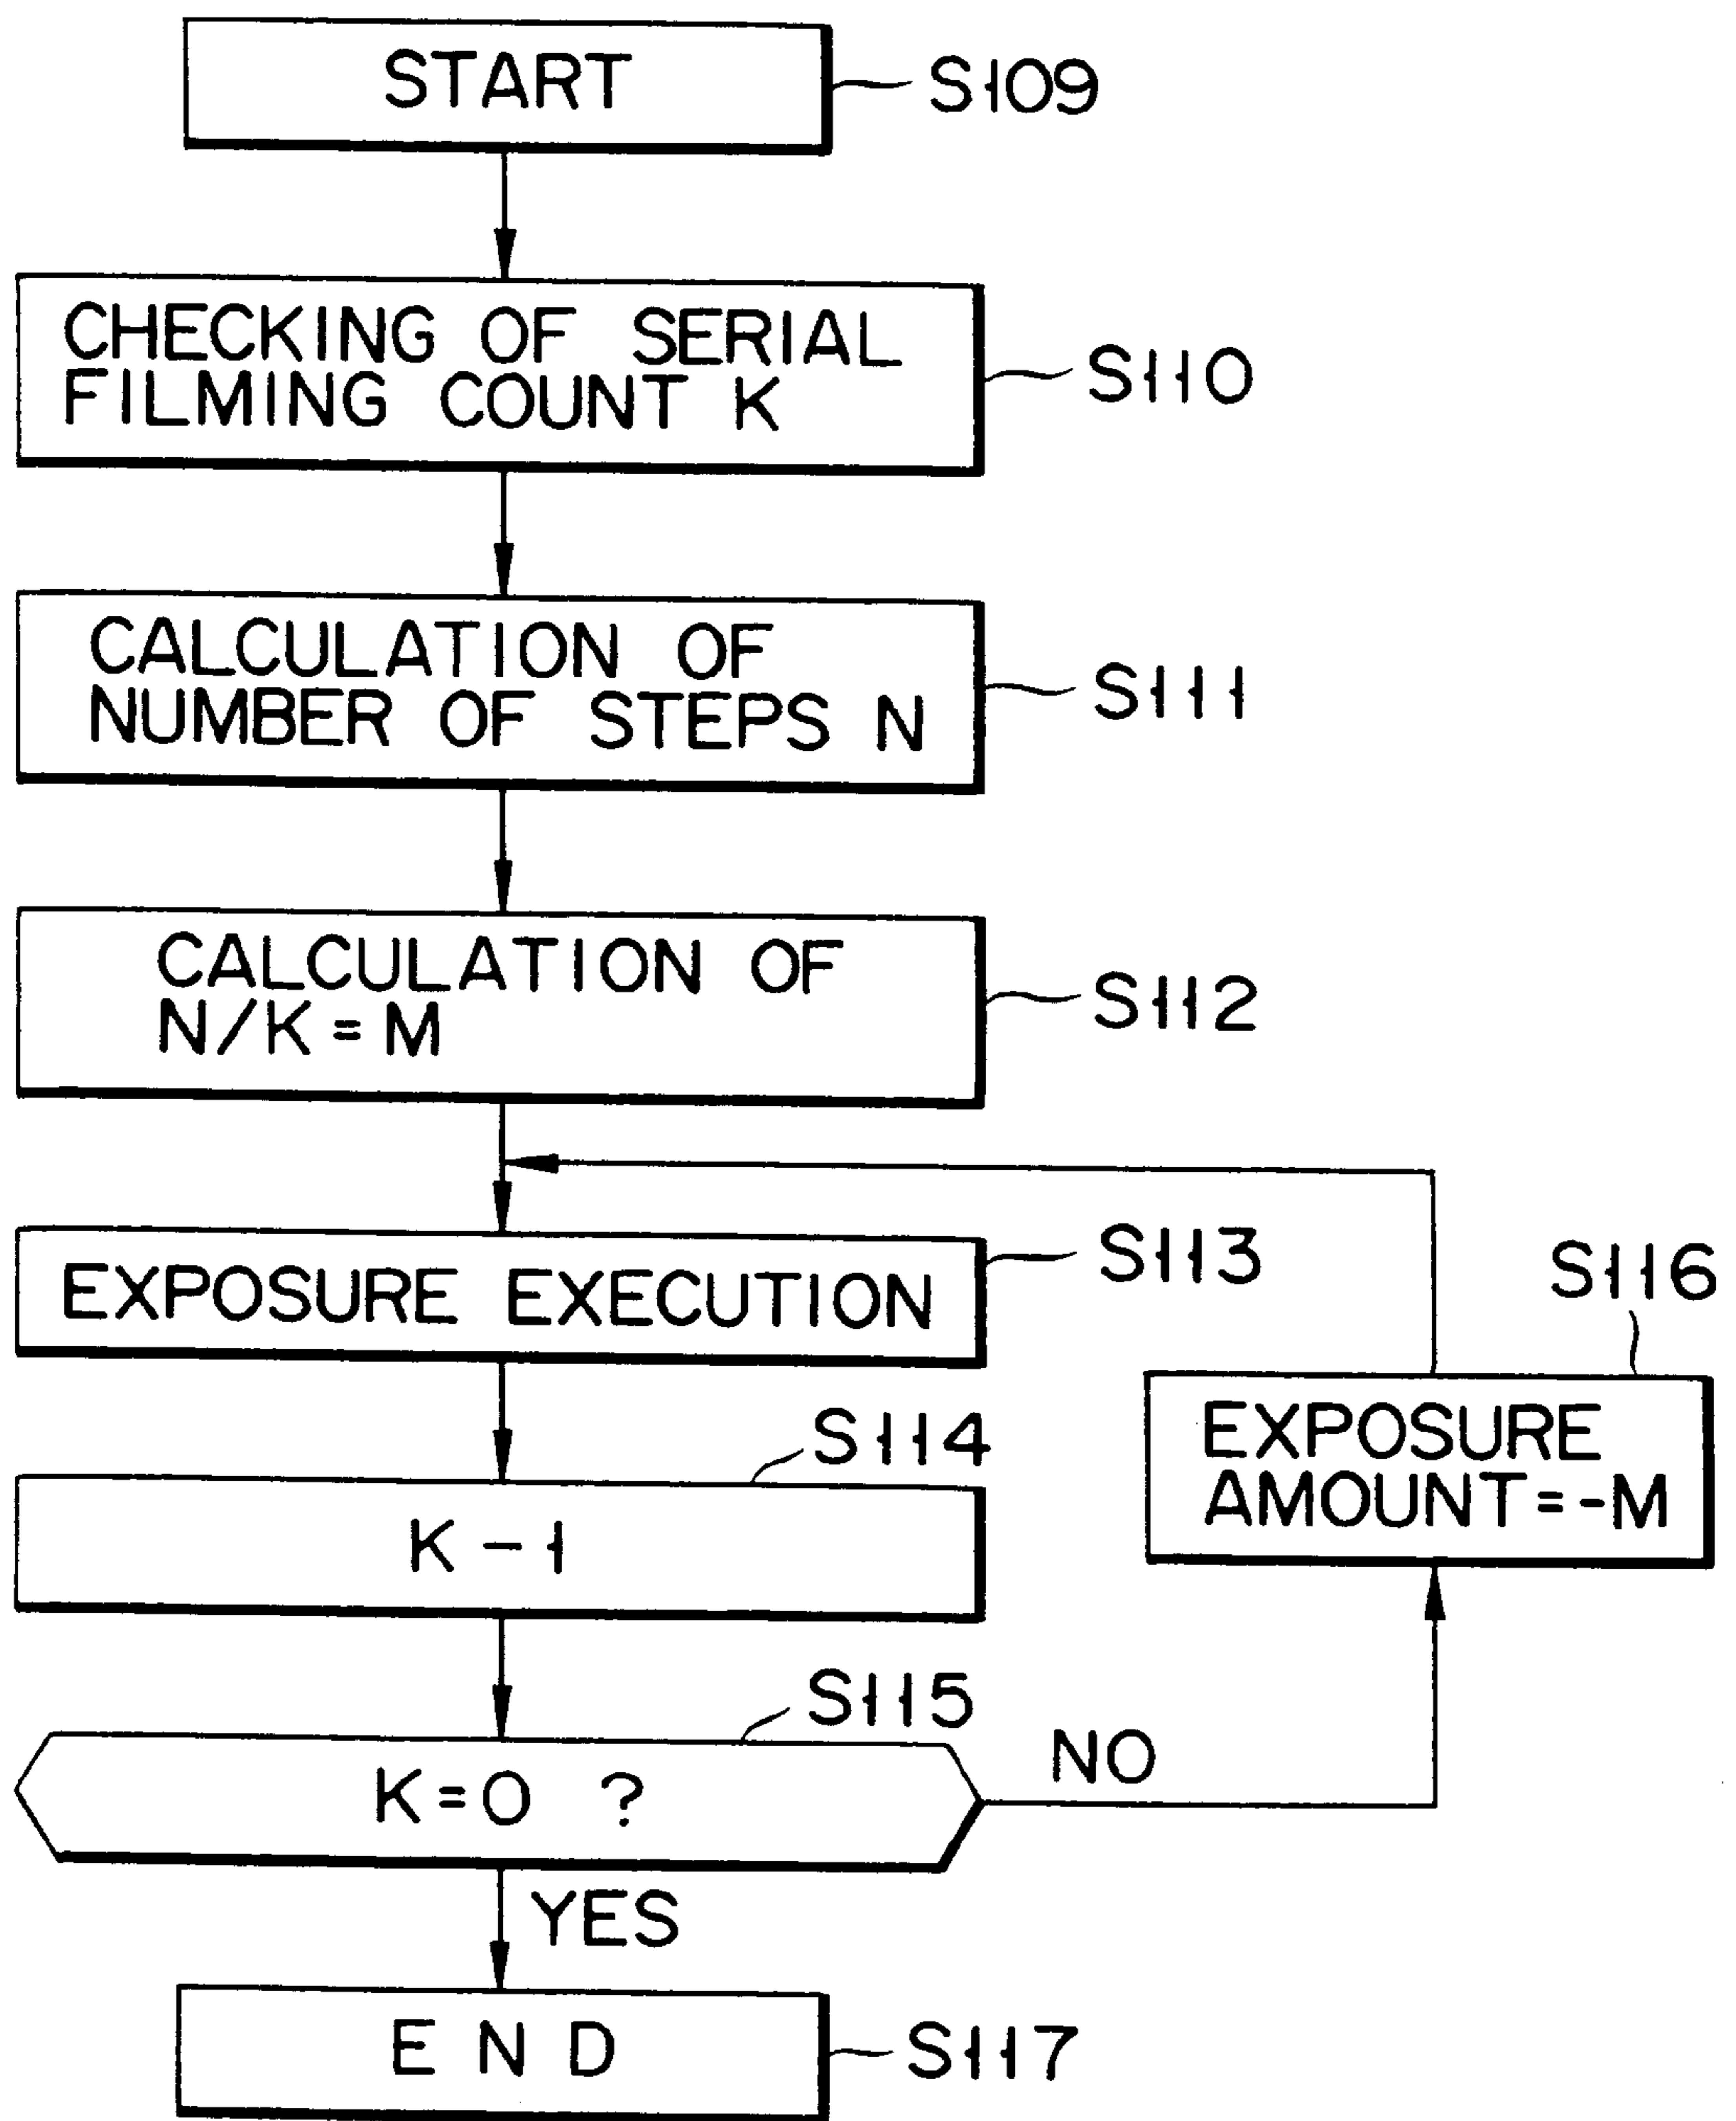 START
S109
CHECKING OF SERIAL
FILMING COUNT K
S110
CALCULATION OF
NUMBER OF STEPS N
S111
CALCULATION OF
N/K=M
S112
EXPOSURE EXECUTION
S113
S116
EXPOSURE
AMOUNT=-M
S114
K-1
S115
K=0 ?
NO
YES
END
S117